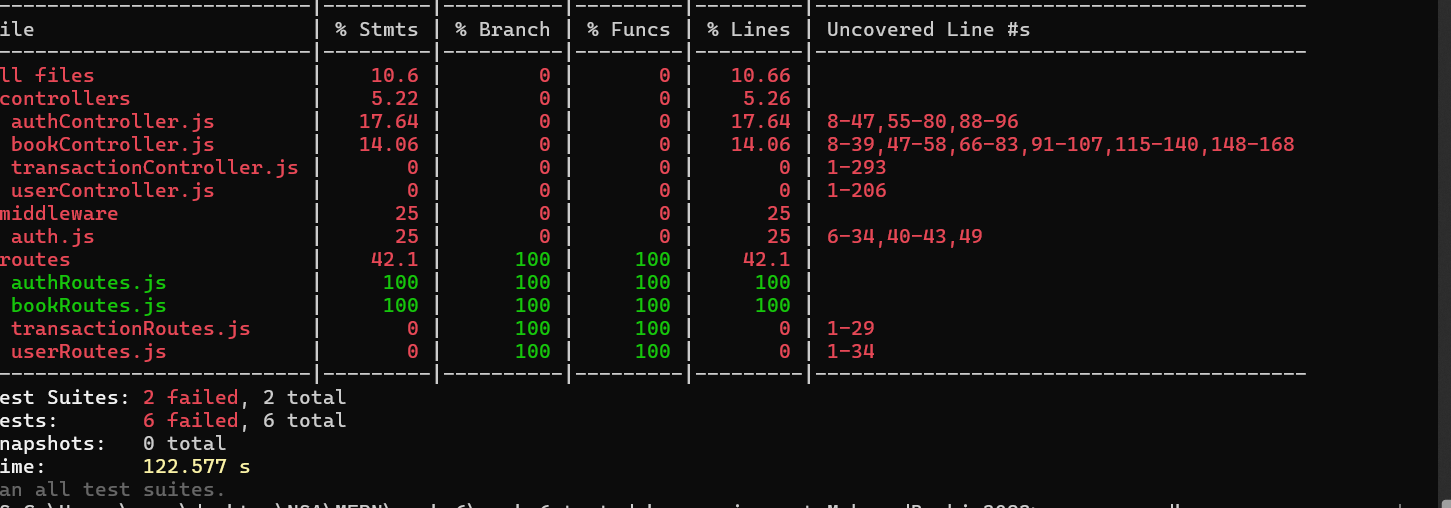 -------------------------|---------|----------|---------|---------|-----------------------------------------
ile | % Stmts | % Branch | % Funcs | % Lines | Uncovered Line #s
-------------------------|---------|----------|---------|---------|-----------------------------------------
ll files | 10.6 | 0 | 0 | 10.66 |
controllers | 5.22 | 0 | 0 | 5.26 |
authController.js | 17.64 | 0 | 0 | 17.64 | 8-47,55-80,88-96
bookController.js | 14.06 | 0 | 0 | 14.06 | 8-39,47-58,66-83,91-107,115-140,148-168
transactionController.js | 0 | 0 | 0 | 0 | 1-293
userController.js | 0 | 0 | 0 | 0 | 1-206
middleware | 25 | 0 | 0 | 25 |
auth.js | 25 | 0 | 0 | 25 | 6-34,40-43,49
routes | 42.1 | 100 | 100 | 42.1 |
authRoutes.js | 100 | 100 | 100 | 100 |
bookRoutes.js | 100 | 100 | 100 | 100 |
transactionRoutes.js | 0 | 100 | 100 | 0 | 1-29
userRoutes.js | 0 | 100 | 100 | 0 | 1-34
-------------------------|---------|----------|---------|---------|-----------------------------------------
est Suites: 2 failed, 2 total
ests: 6 failed, 6 total
napshots: 0 total
ime: 122.577 s
an all test suites.